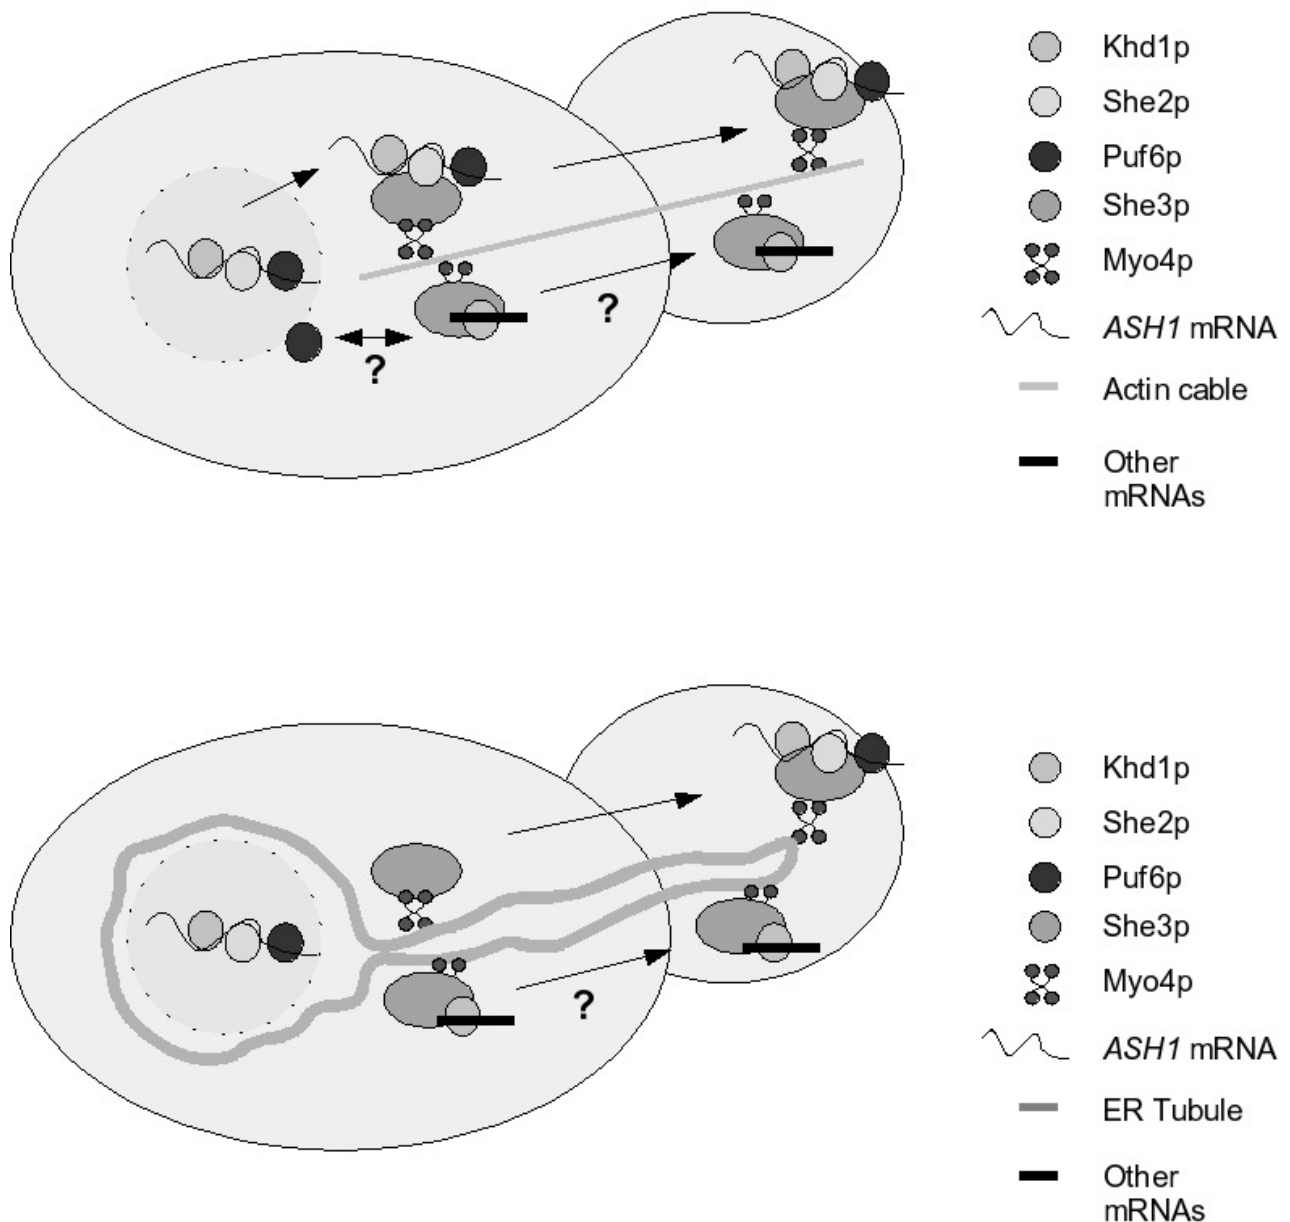 Khd1p
She2p
Puf6p
She3p
Myo4p
?
ASH1 mRNA
?
Actin cable
Other
mRNAs
Khd1p
She2p
Puf6p
She3p
Myo4p
?
ASH1 mRNA
ER Tubule
Other
mRNAs